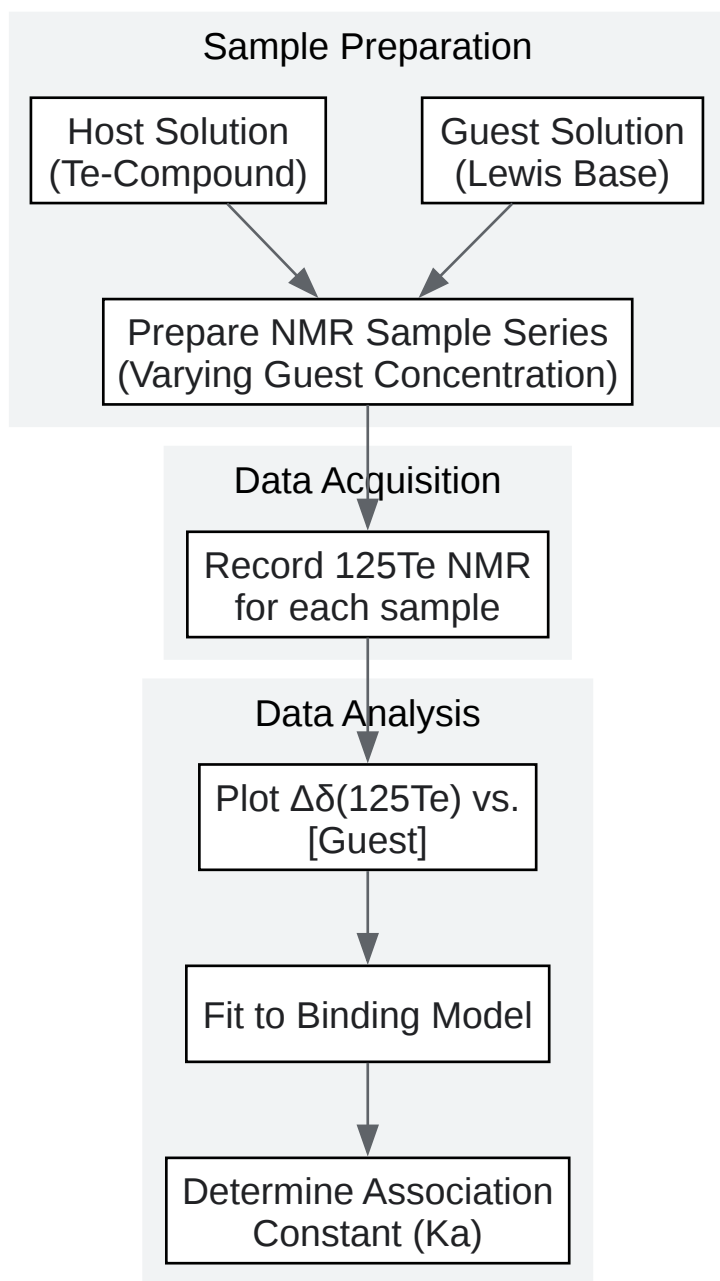 Sample Preparation
Host Solution
(Te-Compound)
Guest Solution
(Lewis Base)
Prepare NMR Sample Series
(Varying Guest Concentration)
Data Acquisition
Record 125Te NMR
for each sample
Data Analysis
Plot Δδ(125Te) vs.
[Guest]
Fit to Binding Model
Determine Association
Constant (Ka)